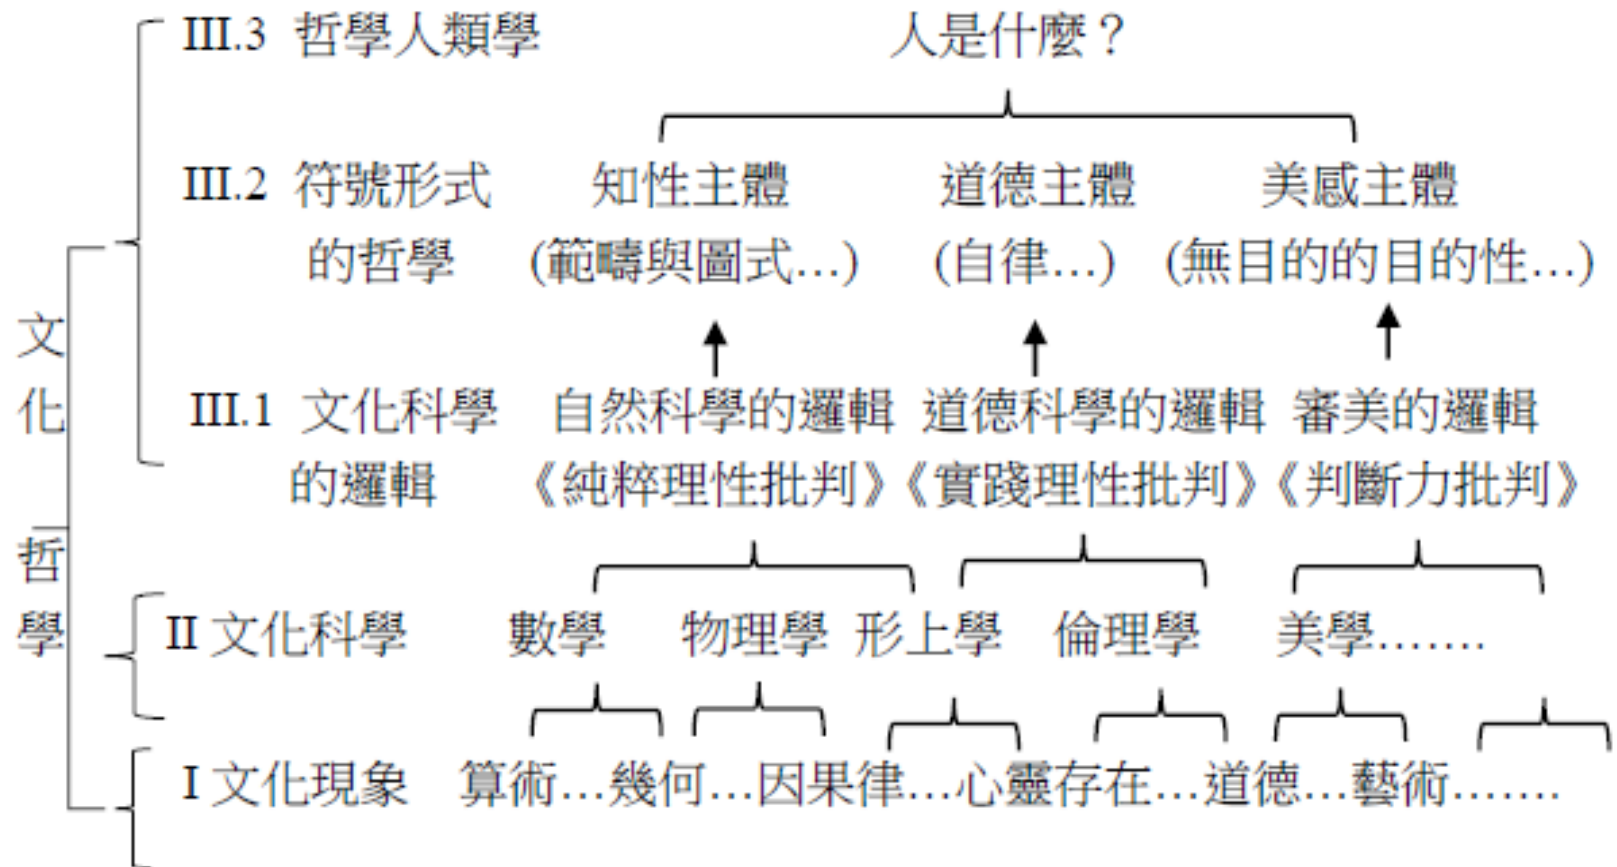 III.3 哲學人類學 人是什麼？
III.2 符號形式 知性主體 道德主體 美感主體
的哲學 (範疇與圖式…) (自律…) (無目的的目的性…)
III.1 文化科學 自然科學的邏輯 道德科學的邏輯 審美的邏輯
的邏輯 《純粹理性批判》《實踐理性批判》《判斷力批判》
文化哲學
II 文化科學 數學 物理學 形上學 倫理學 美學.......
I 文化現象 算術…幾何…因果律…心靈存在…道德…藝術.......